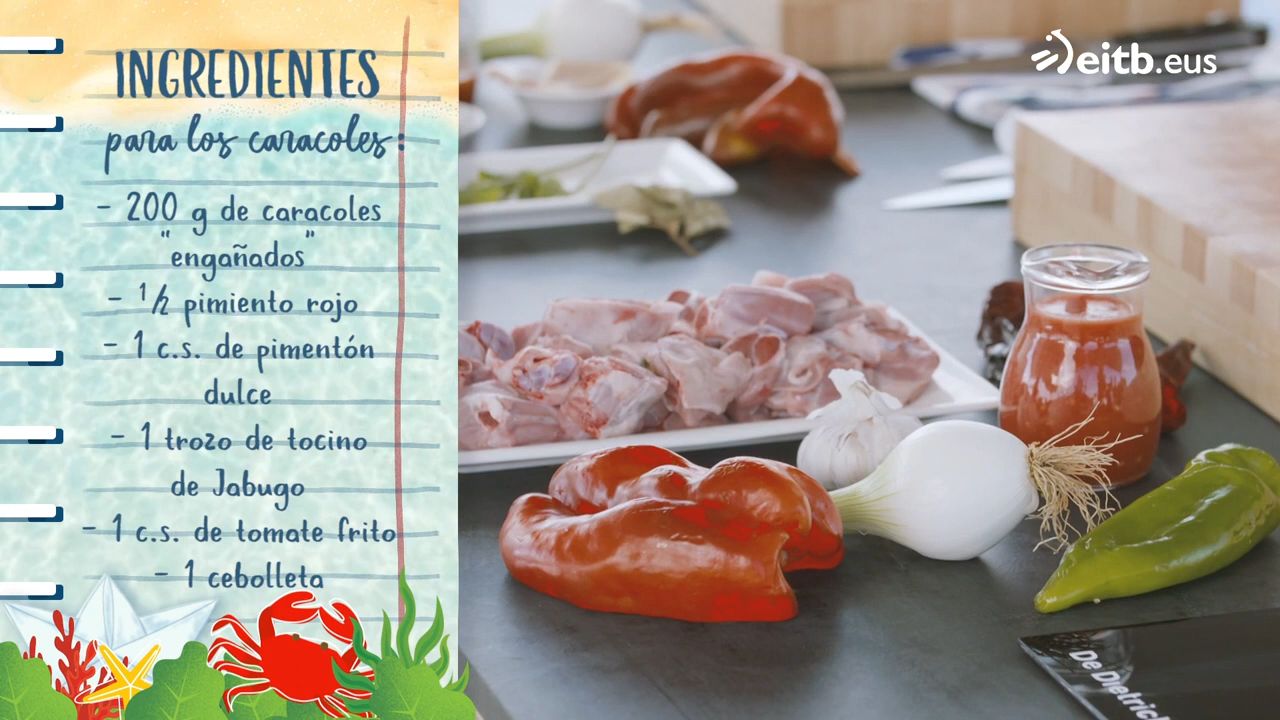 INGREDIENTES
para los caracoles:
- 200 g de caracoles
"engañados"
- 1/2 pimiento rojo
- 1 c.s. de pimentón
dulce
- 1 trozo de tocino
de Jabugo
- 1 c.s. de tomate frito
- 1 cebolleta
eitb.eus
De Dietric